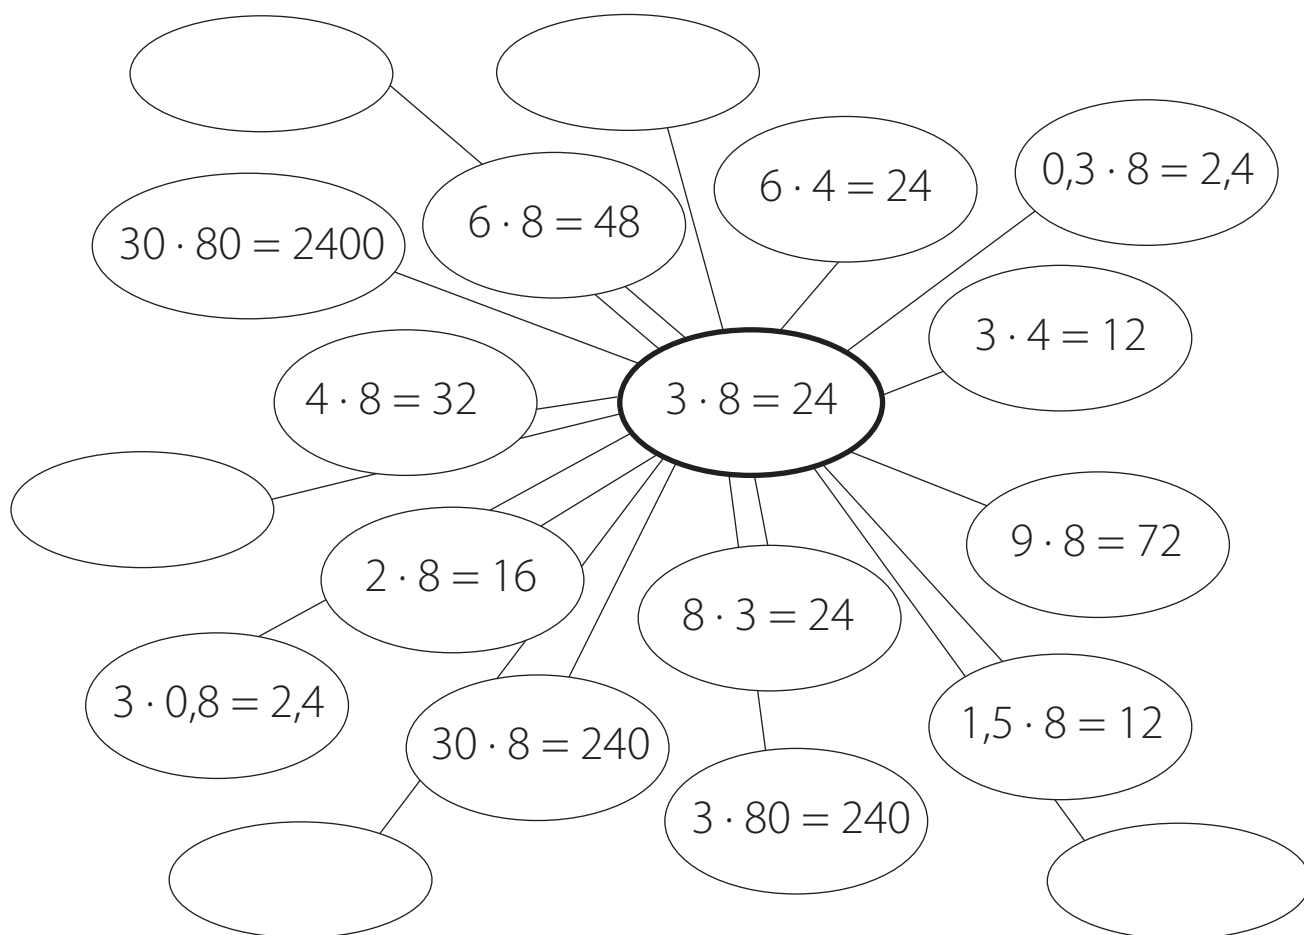 6 · 4 = 24
0,3 · 8 = 2,4
6 · 8 = 48
30 · 80 = 2400
3 · 4 = 12
4 · 8 = 32
3 · 8 = 24
9 · 8 = 72
2 · 8 = 16
8 · 3 = 24
3 · 0,8 = 2,4
1,5 · 8 = 12
30 · 8 = 240
3 · 80 = 240